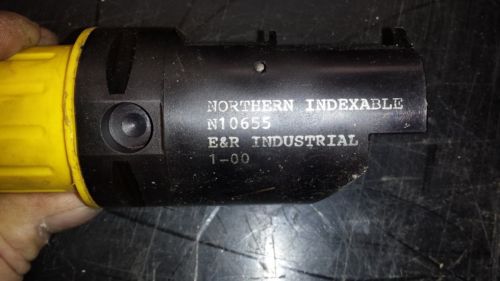 NORTHERN INDEXABLE
N10655
E&R INDUSTRIAL
1-00